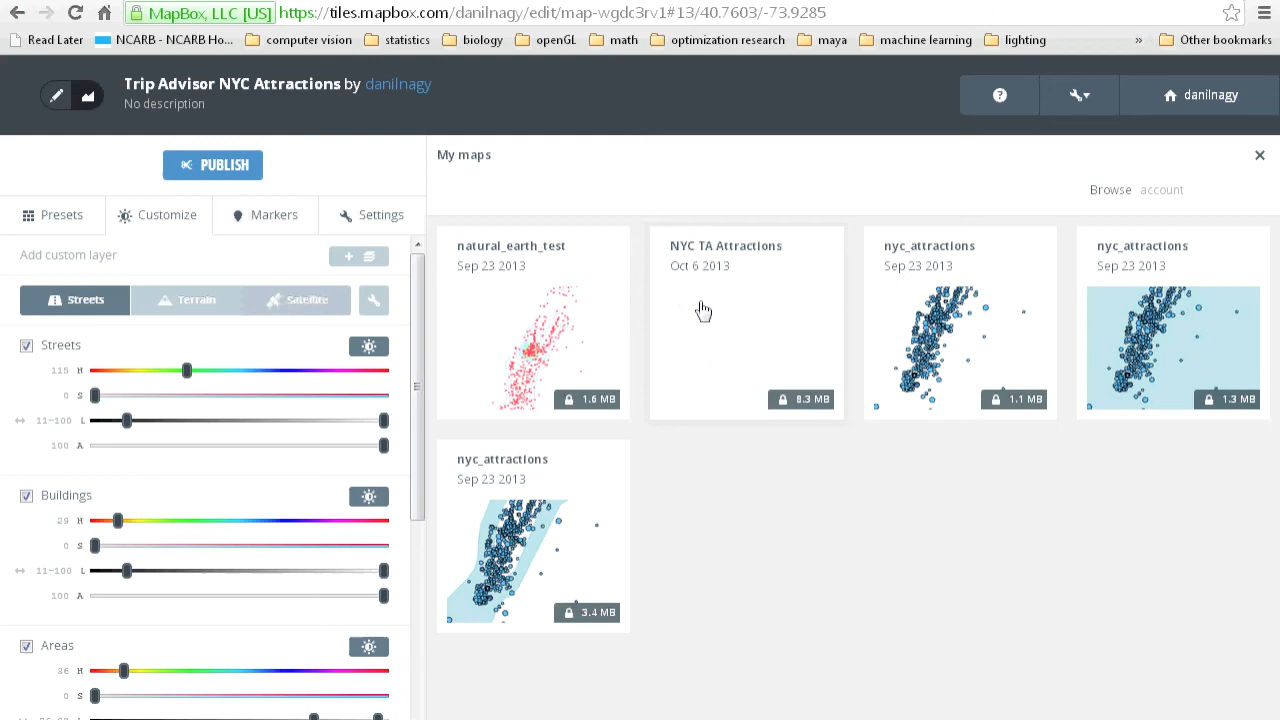 MapBox, LLC [US] https://tiles.mapbox.com/danilnagy/edit/map-wgdc3rv1#13/40.7603/-73.9285
Read Later NCARB - NCARB Ho... computer vision statistics biology openGL math optimization research maya machine learning lighting » Other bookmarks
Trip Advisor NYC Attractions by danilnagy
No description
? danilnagy
PUBLISH
My maps
Browse account
Presets Customize Markers Settings
Add custom layer
Streets Terrain Satellite
Streets
115 H
0 S
11-100 L
100 A
Buildings
29 H
0 S
11-100 L
100 A
Areas
36 H
0 S
natural_earth_test
Sep 23 2013
1.6 MB
NYC TA Attractions
Oct 6 2013
8.3 MB
nyc_attractions
Sep 23 2013
1.1 MB
nyc_attractions
Sep 23 2013
1.3 MB
nyc_attractions
Sep 23 2013
3.4 MB